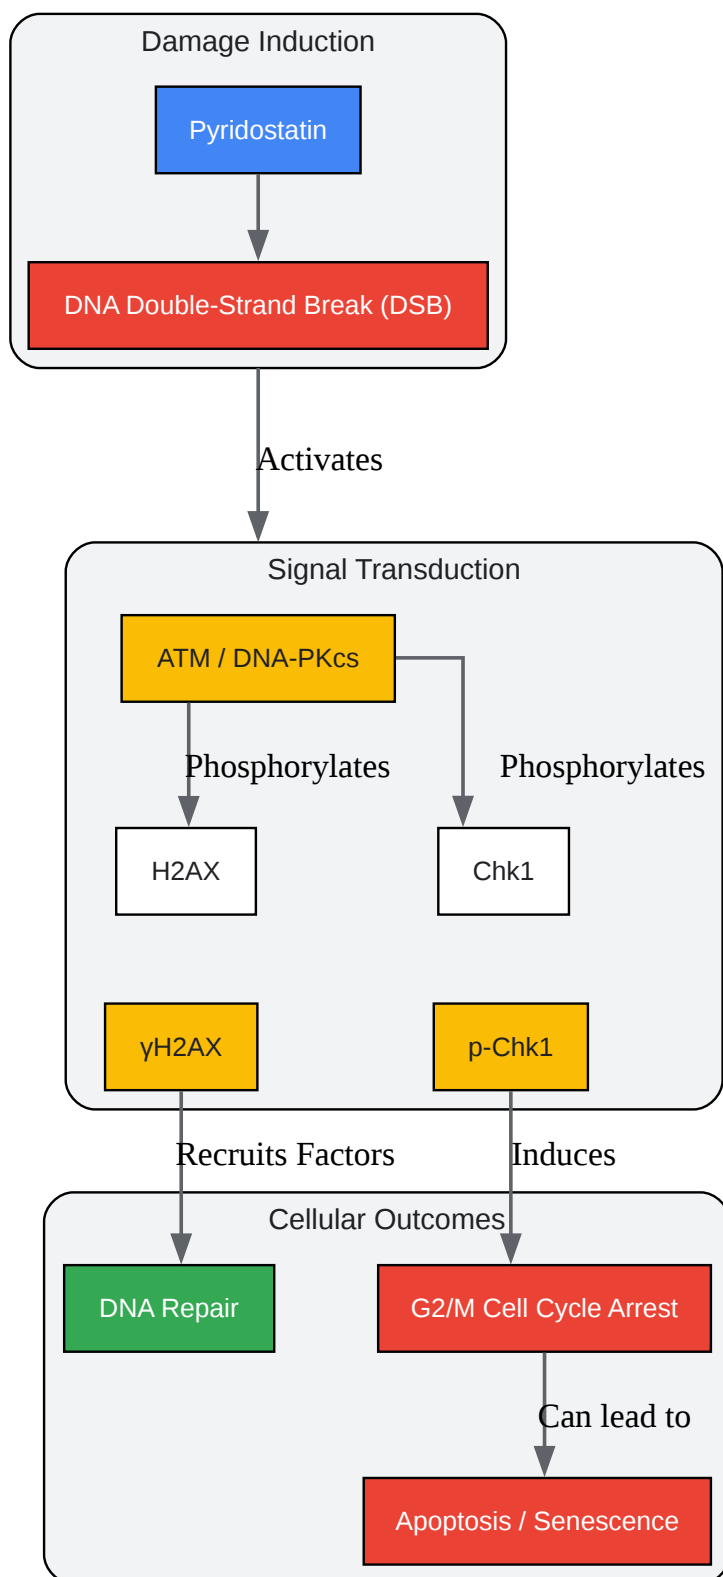 Damage Induction
Pyridostatin
DNA Double-Strand Break (DSB)
Activates
Signal Transduction
ATM / DNA-PKcs
Phosphorylates
Phosphorylates
H2AX
Chk1
γH2AX
p-Chk1
Recruits Factors
Induces
Cellular Outcomes
DNA Repair
G2/M Cell Cycle Arrest
Can lead to
Apoptosis / Senescence